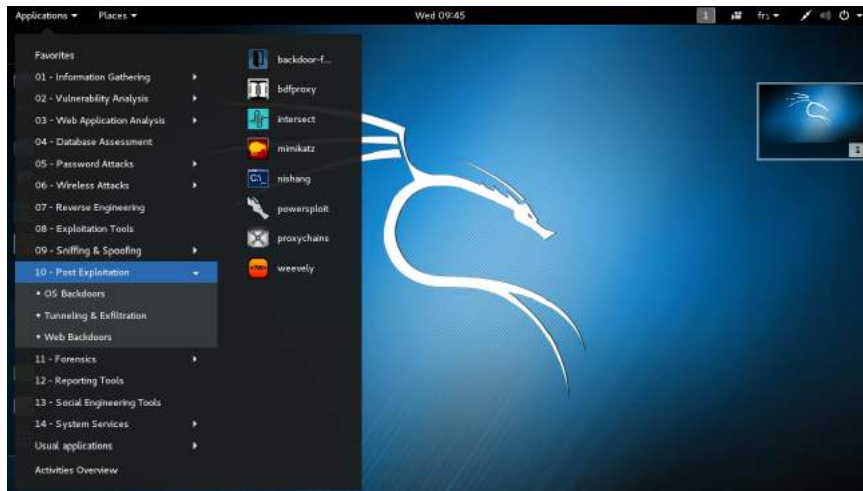 Applications Places Wed 09:45 1 fr1
Favorites
01 - Information Gathering
02 - Vulnerability Analysis
03 - Web Application Analysis
04 - Database Assessment
05 - Password Attacks
06 - Wireless Attacks
07 - Reverse Engineering
08 - Exploitation Tools
09 - Sniffing & Spoofing
10 - Post Exploitation
• OS Backdoors
• Tunneling & Exfiltration
• Web Backdoors
11 - Forensics
12 - Reporting Tools
13 - Social Engineering Tools
14 - System Services
Usual applications
Activities Overview
backdoor-f...
bdfproxy
intersect
mimikatz
C:\_ nishang
powersploit
proxychains
weevely
1